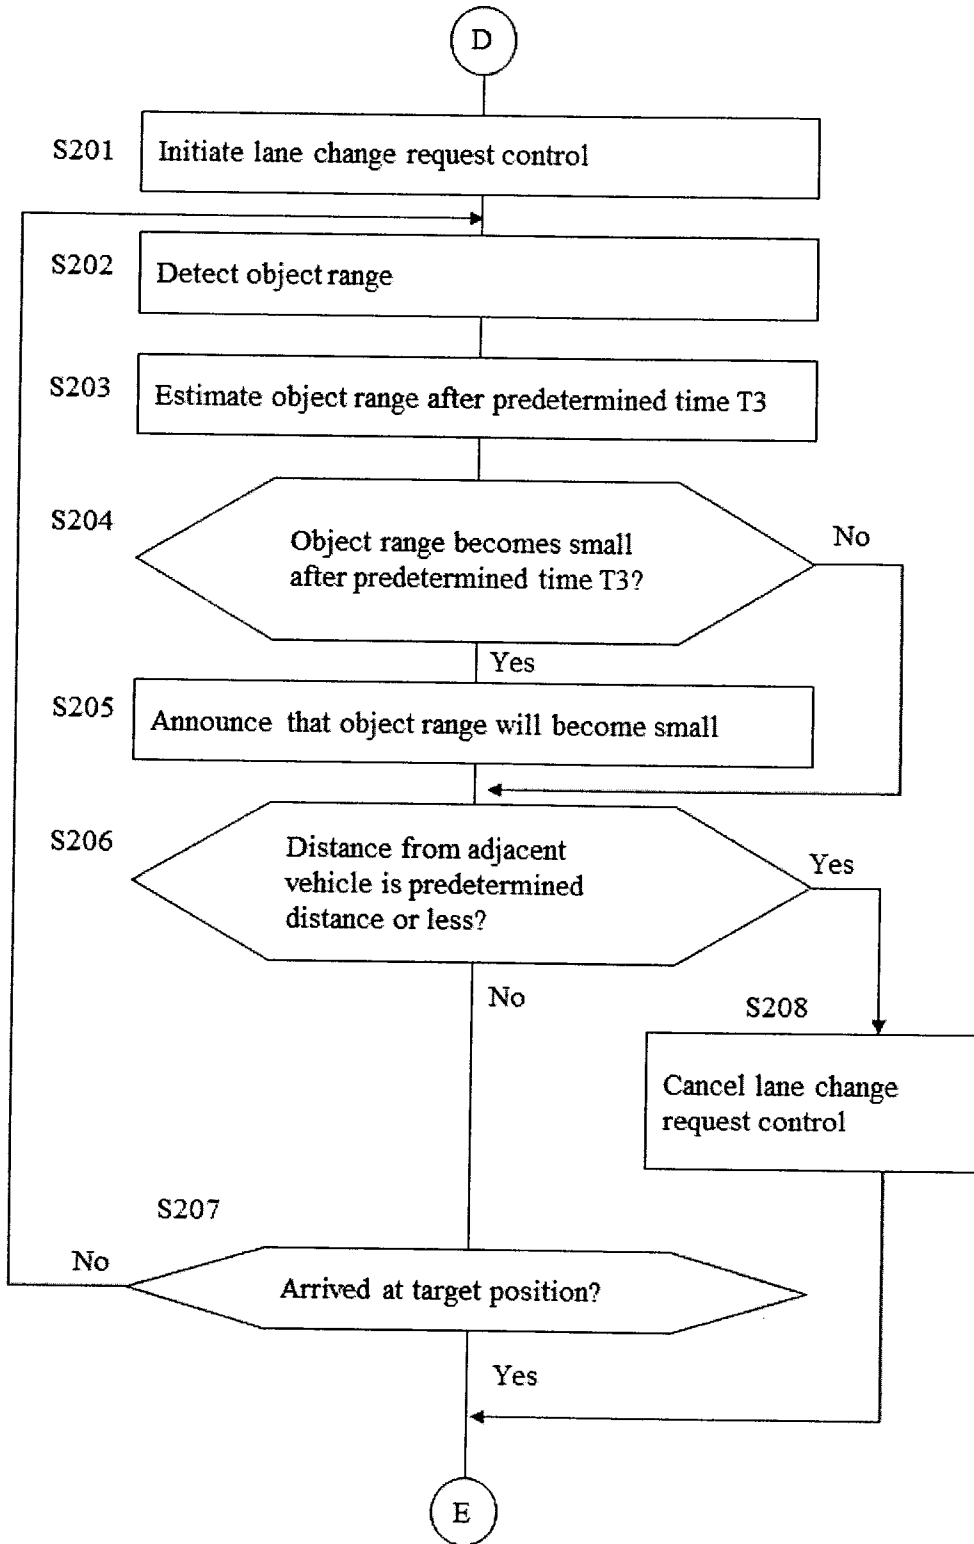 D
S201
Initiate lane change request control
S202
Detect object range
S203
Estimate object range after predetermined time T3
S204
Object range becomes small
after predetermined time T3?
No
Yes
S205
Announce that object range will become small
S206
Distance from adjacent
vehicle is predetermined
distance or less?
Yes
No
S208
Cancel lane change
request control
S207
No
Arrived at target position?
Yes
E